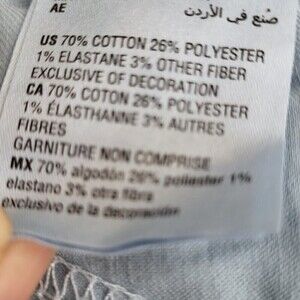 صُنع في الأردن
AE
US 70% COTTON 26% POLYESTER
1% ELASTANE 3% OTHER FIBER
EXCLUSIVE OF DECORATION
CA 70% COTON 26% POLYESTER
1% ÉLASTHANNE 3% AUTRES
FIBRES
GARNITURE NON COMPRISE
MX 70% algodón 26% poliester 1%
elastano 3% otra fibra
exclusivo de la decoración